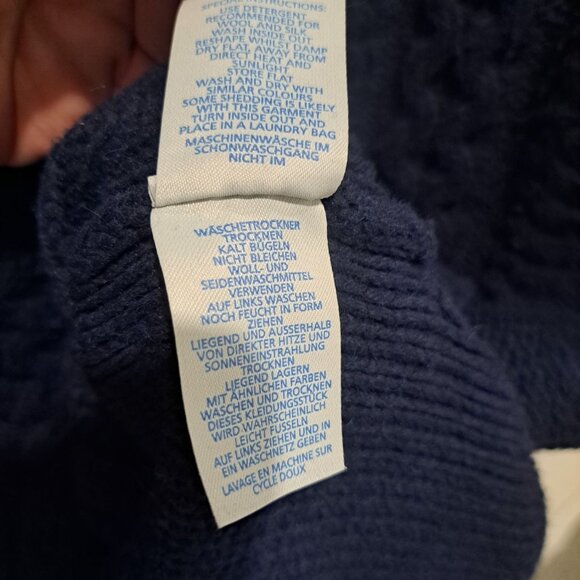 SPECIAL INSTRUCTIONS:
USE DETERGENT
RECOMMENDED FOR
WOOL AND SILK
WASH INSIDE OUT
RESHAPE WHILST DAMP
DRY FLAT, AWAY FROM
DIRECT HEAT AND
SUNLIGHT
STORE FLAT
WASH AND DRY WITH
SIMILAR COLOURS
SOME SHEDDING IS LIKELY
WITH THIS GARMENT
TURN INSIDE OUT AND
PLACE IN A LAUNDRY BAG
MASCHINENWÄSCHE IM
SCHONWASCHGANG
NICHT IM
WÄSCHETROCKNER
TROCKNEN
KALT BÜGELN
NICHT BLEICHEN
WOLL- UND
SEIDENWASCHMITTEL
VERWENDEN
AUF LINKS WASCHEN
NOCH FEUCHT IN FORM
ZIEHEN
LIEGEND UND AUSSERHALB
VON DIREKTER HITZE UND
SONNENEINSTRAHLUNG
TROCKNEN
LIEGEND LAGERN
MIT ÄHNLICHEN FARBEN
WASCHEN UND TROCKNEN
DIESES KLEIDUNGSSTÜCK
WIRD WAHRSCHEINLICH
LEICHT FUSSELN
AUF LINKS ZIEHEN UND IN
EIN WASCHNETZ GEBEN
LAVAGE EN MACHINE SUR
CYCLE DOUX